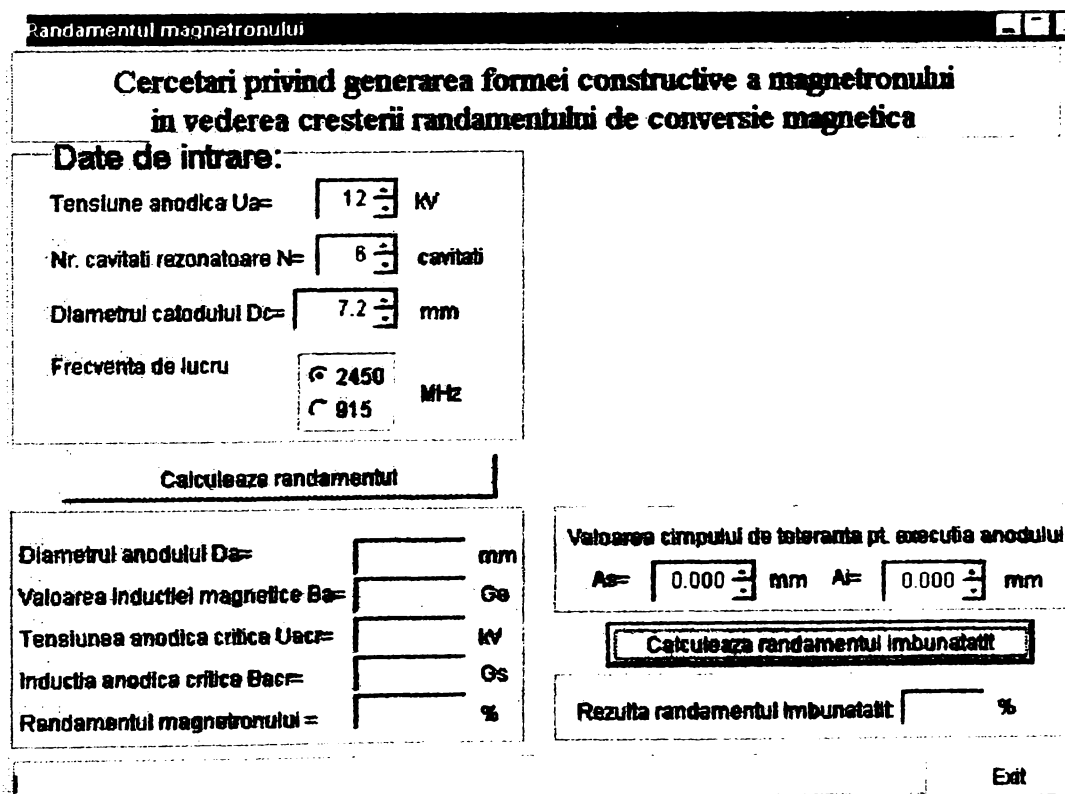 Randamentul magnetronului
Cercetari privind generarea formei constructive a magnetronului
in vederea cresterii randamentului de conversie magnetica
Date de intrare:
Tensiune anodica Ua= 12 kV
Nr. cavitati rezonatoare N= 6 cavitati
Diametrul catodului Dc= 7.2 mm
Frecventa de lucru
2450
915
MHz
Calculeaza randamentul
Diametrul anodului Da= mm
Valoarea inductiei magnetice Ba= Gs
Tensiunea anodica critica Uacr= kV
Inductia anodica critica Bacr= Gs
Randamentul magnetronului = %
Valoarea cimpului de toleranta pt. executia anodului
As= 0.000 mm Ai= 0.000 mm
Calculeaza randamentul imbunatatit
Rezulta randamentul imbunatatit %
Exit